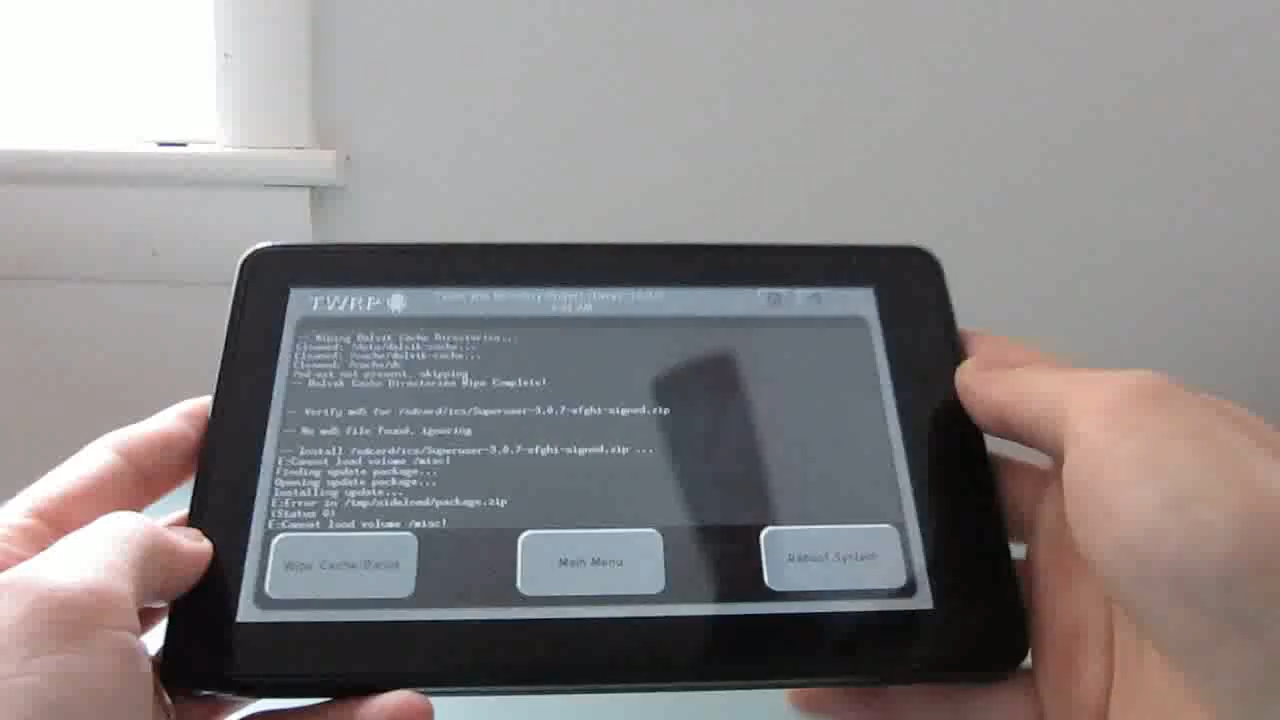 TWRP
-- Wiping Dalvik Cache Directories...
Cleaned: /data/dalvik-cache...
Cleaned: /cache/dalvik-cache...
Cleaned: /cache/dc
not present, skipping
-- Dalvik Cache Directories Wipe Complete!
-- Verify md5 for /sdcard/ics/Superuser-3.0.7-efghi-signed.zip
-- No md5 file found, ignoring
-- Install /sdcard/ics/Superuser-3.0.7-efghi-signed.zip ...
E:Cannot load volume /misc!
Finding update package...
Opening update package...
Installing update...
E:Error in /tmp/sideload/package.zip
(Status 0)
E:Cannot load volume /misc!
Wipe Cache/Dalvik
Main Menu
Reboot System